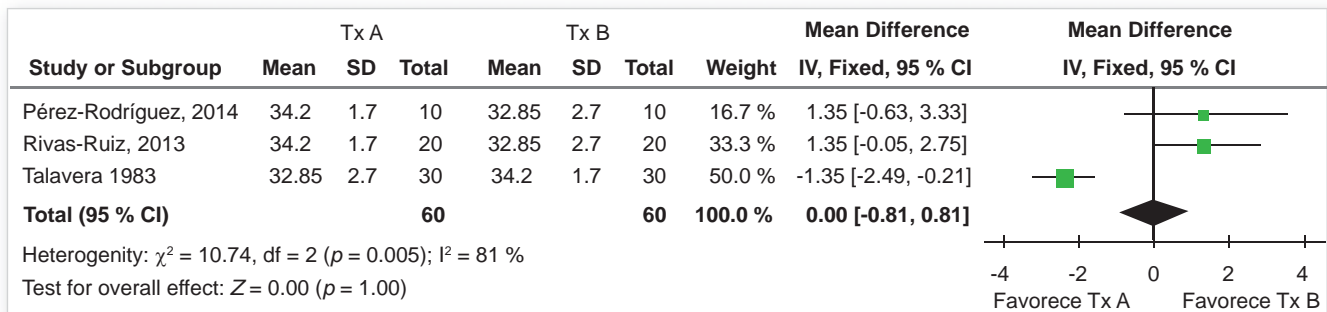 Tx A Tx B Mean Difference Mean Difference
Study or Subgroup Mean SD Total Mean SD Total Weight IV, Fixed, 95 % CI IV, Fixed, 95 % CI
Pérez-Rodríguez, 2014 34.2 1.7 10 32.85 2.7 10 16.7 % 1.35 [-0.63, 3.33]
Rivas-Ruiz, 2013 34.2 1.7 20 32.85 2.7 20 33.3 % 1.35 [-0.05, 2.75]
Talavera 1983 32.85 2.7 30 34.2 1.7 30 50.0 % -1.35 [-2.49, -0.21]
Total (95 % CI) 60 60 100.0 % 0.00 [-0.81, 0.81]
Heterogenity: χ² = 10.74, df = 2 (p = 0.005); I² = 81 %
Test for overall effect: Z = 0.00 (p = 1.00)
-4 -2 0 2 4
Favorece Tx A Favorece Tx B